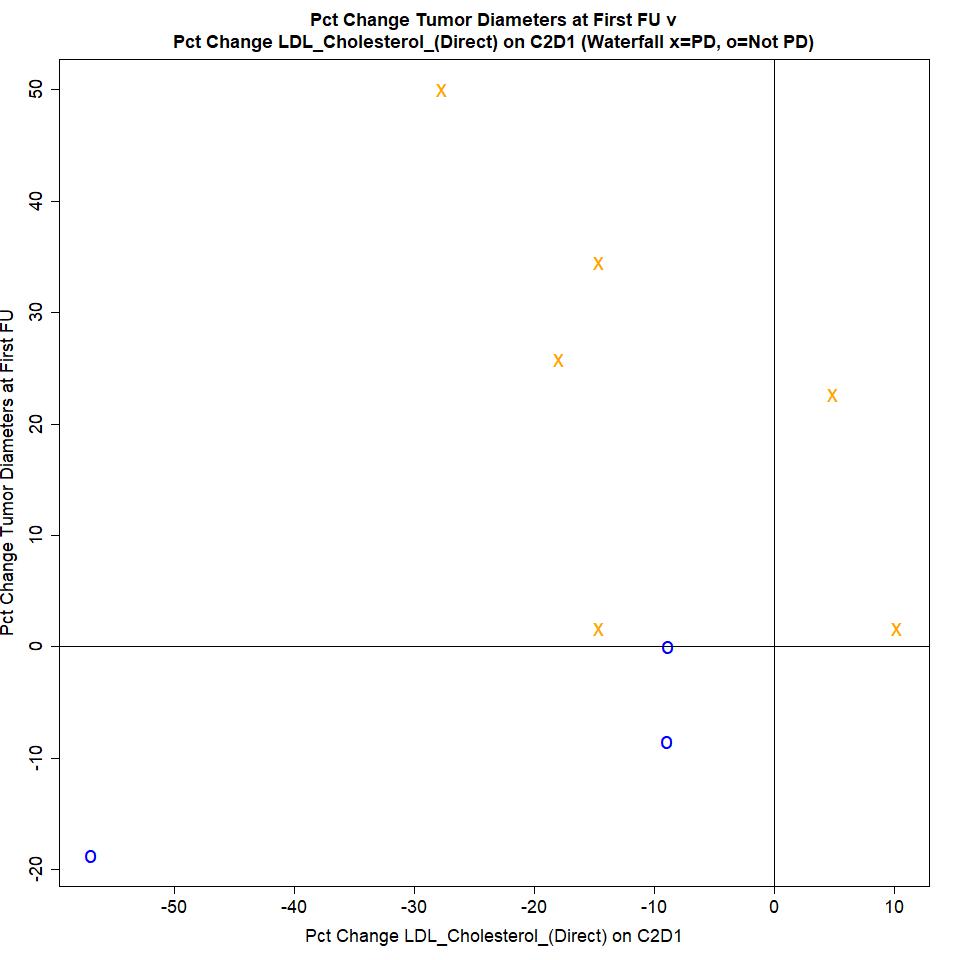 Pct Change Tumor Diameters at First FU v
Pct Change LDL_Cholesterol_(Direct) on C2D1 (Waterfall x=PD, o=Not PD)
Pct Change Tumor Diameters at First FU
50
40
30
20
10
0
-10
-20
X
X
X
X
X
X
O
O
O
-50 -40 -30 -20 -10 0 10
Pct Change LDL_Cholesterol_(Direct) on C2D1